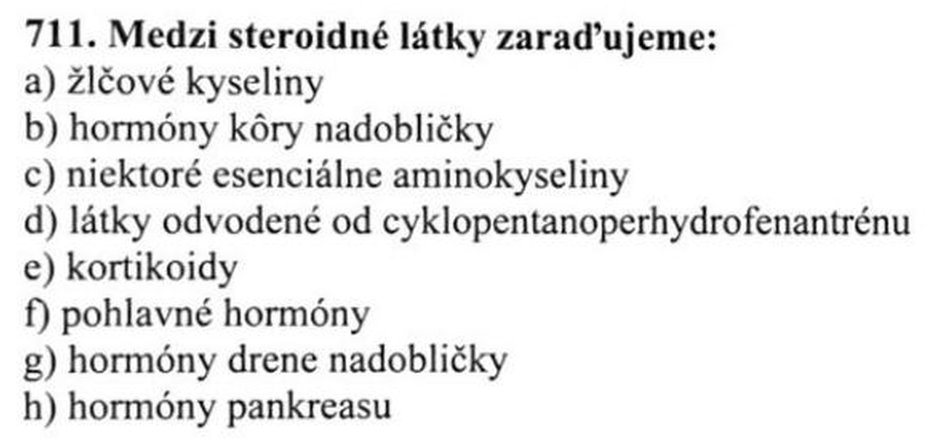 711. Medzi steroidné látky zaraďujeme:
a) žlčové kyseliny
b) hormóny kôry nadobličky
c) niektoré esenciálne aminokyseliny
d) látky odvodené od cyklopentanoperhydrofenantrénu
e) kortikoidy
f) pohlavné hormóny
g) hormóny drene nadobličky
h) hormóny pankreasu